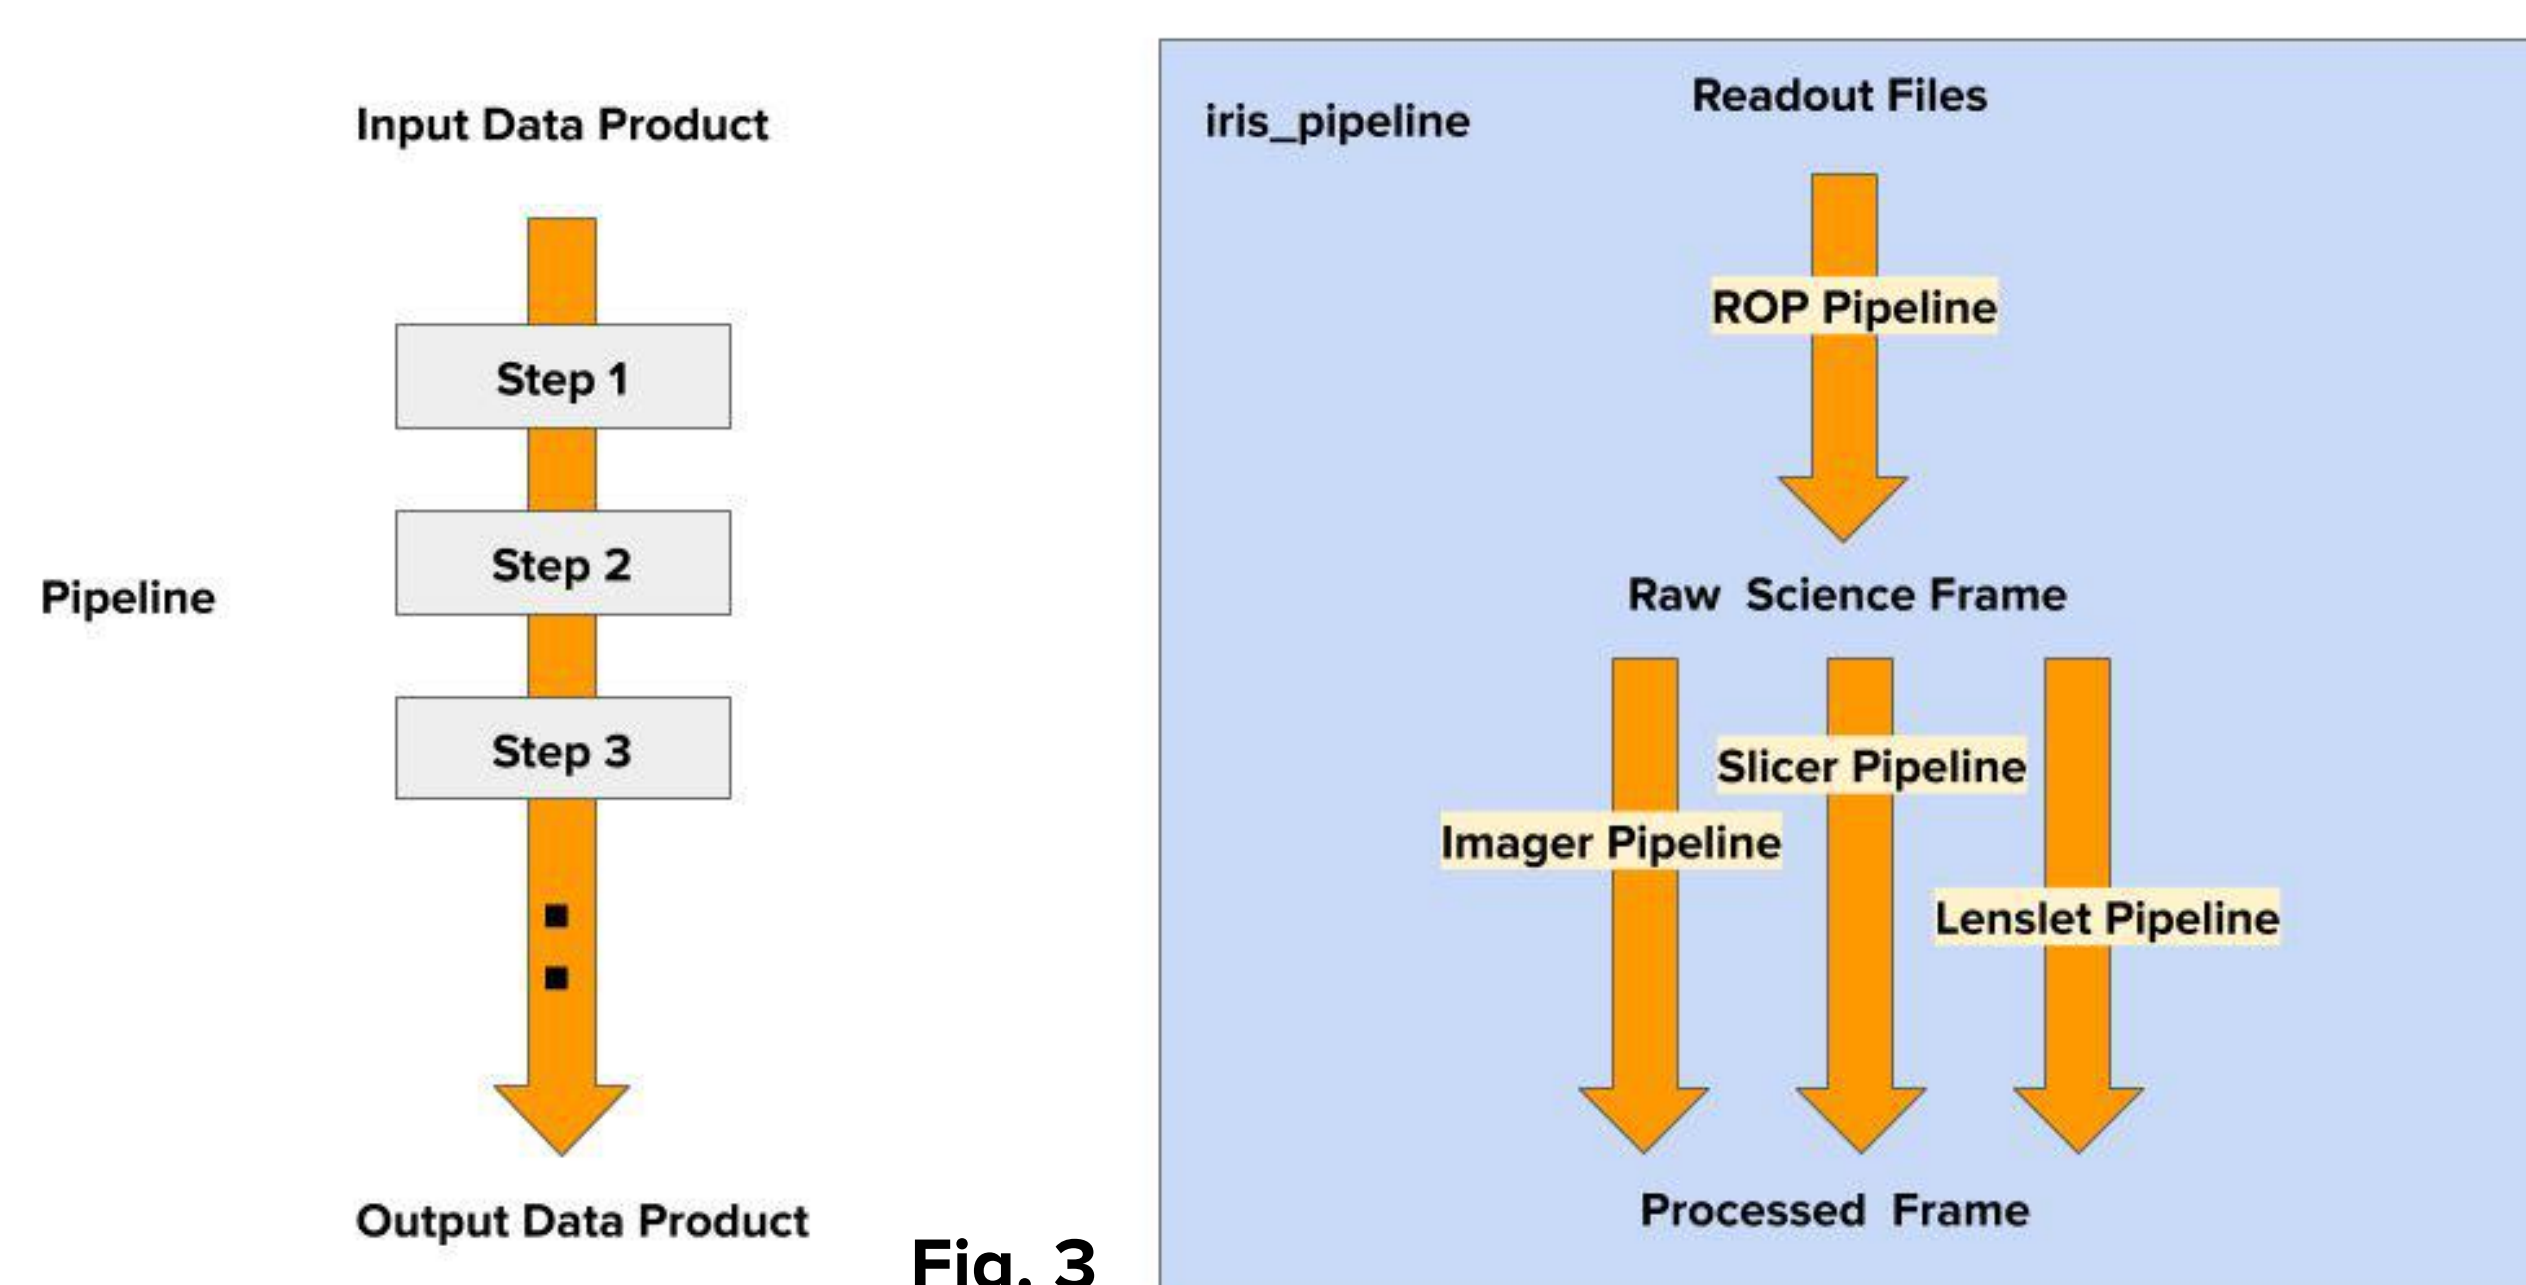 Input Data Product
Step 1
Step 2
Pipeline
Step 3
Output Data Product
Fig. 3
iris_pipeline
Readout Files
ROP Pipeline
Raw Science Frame
Slicer Pipeline
Imager Pipeline
Lenslet Pipeline
Processed Frame